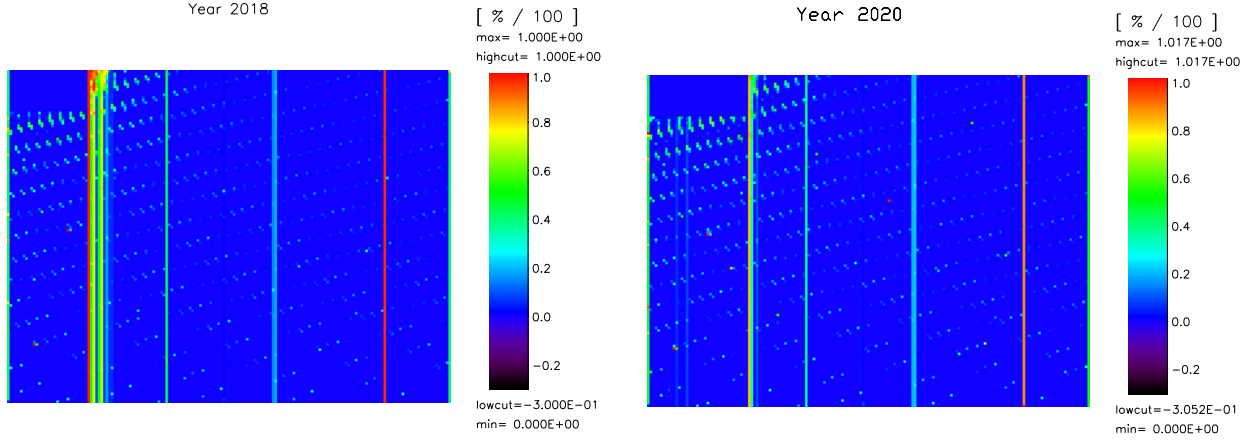 Year 2018
[ % / 100 ]
max= 1.000E+00
highcut= 1.000E+00
1.0
0.8
0.6
0.4
0.2
0.0
−0.2
lowcut=−3.000E−01
min= 0.000E+00
Year 2020
[ % / 100 ]
max= 1.017E+00
highcut= 1.017E+00
1.0
0.8
0.6
0.4
0.2
0.0
−0.2
lowcut=−3.052E−01
min= 0.000E+00